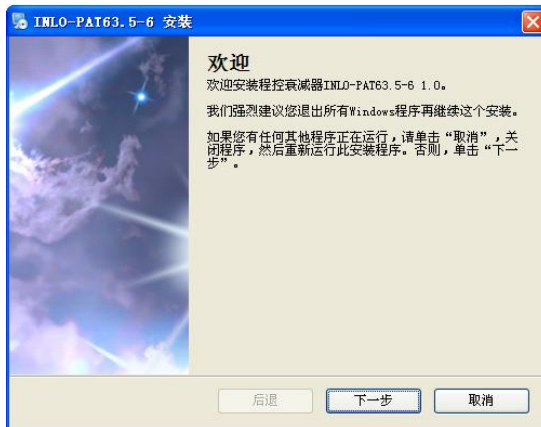 INLO-PAT63.5-6 安装
欢迎
欢迎安装程控衰减器INLO-PAT63.5-6 1.0。
我们强烈建议您退出所有Windows程序再继续这个安装。
如果您有任何其他程序正在运行，请单击“取消”，关
闭程序，然后重新运行此安装程序。否则，单击“下一
步”。
后退
下一步
取消